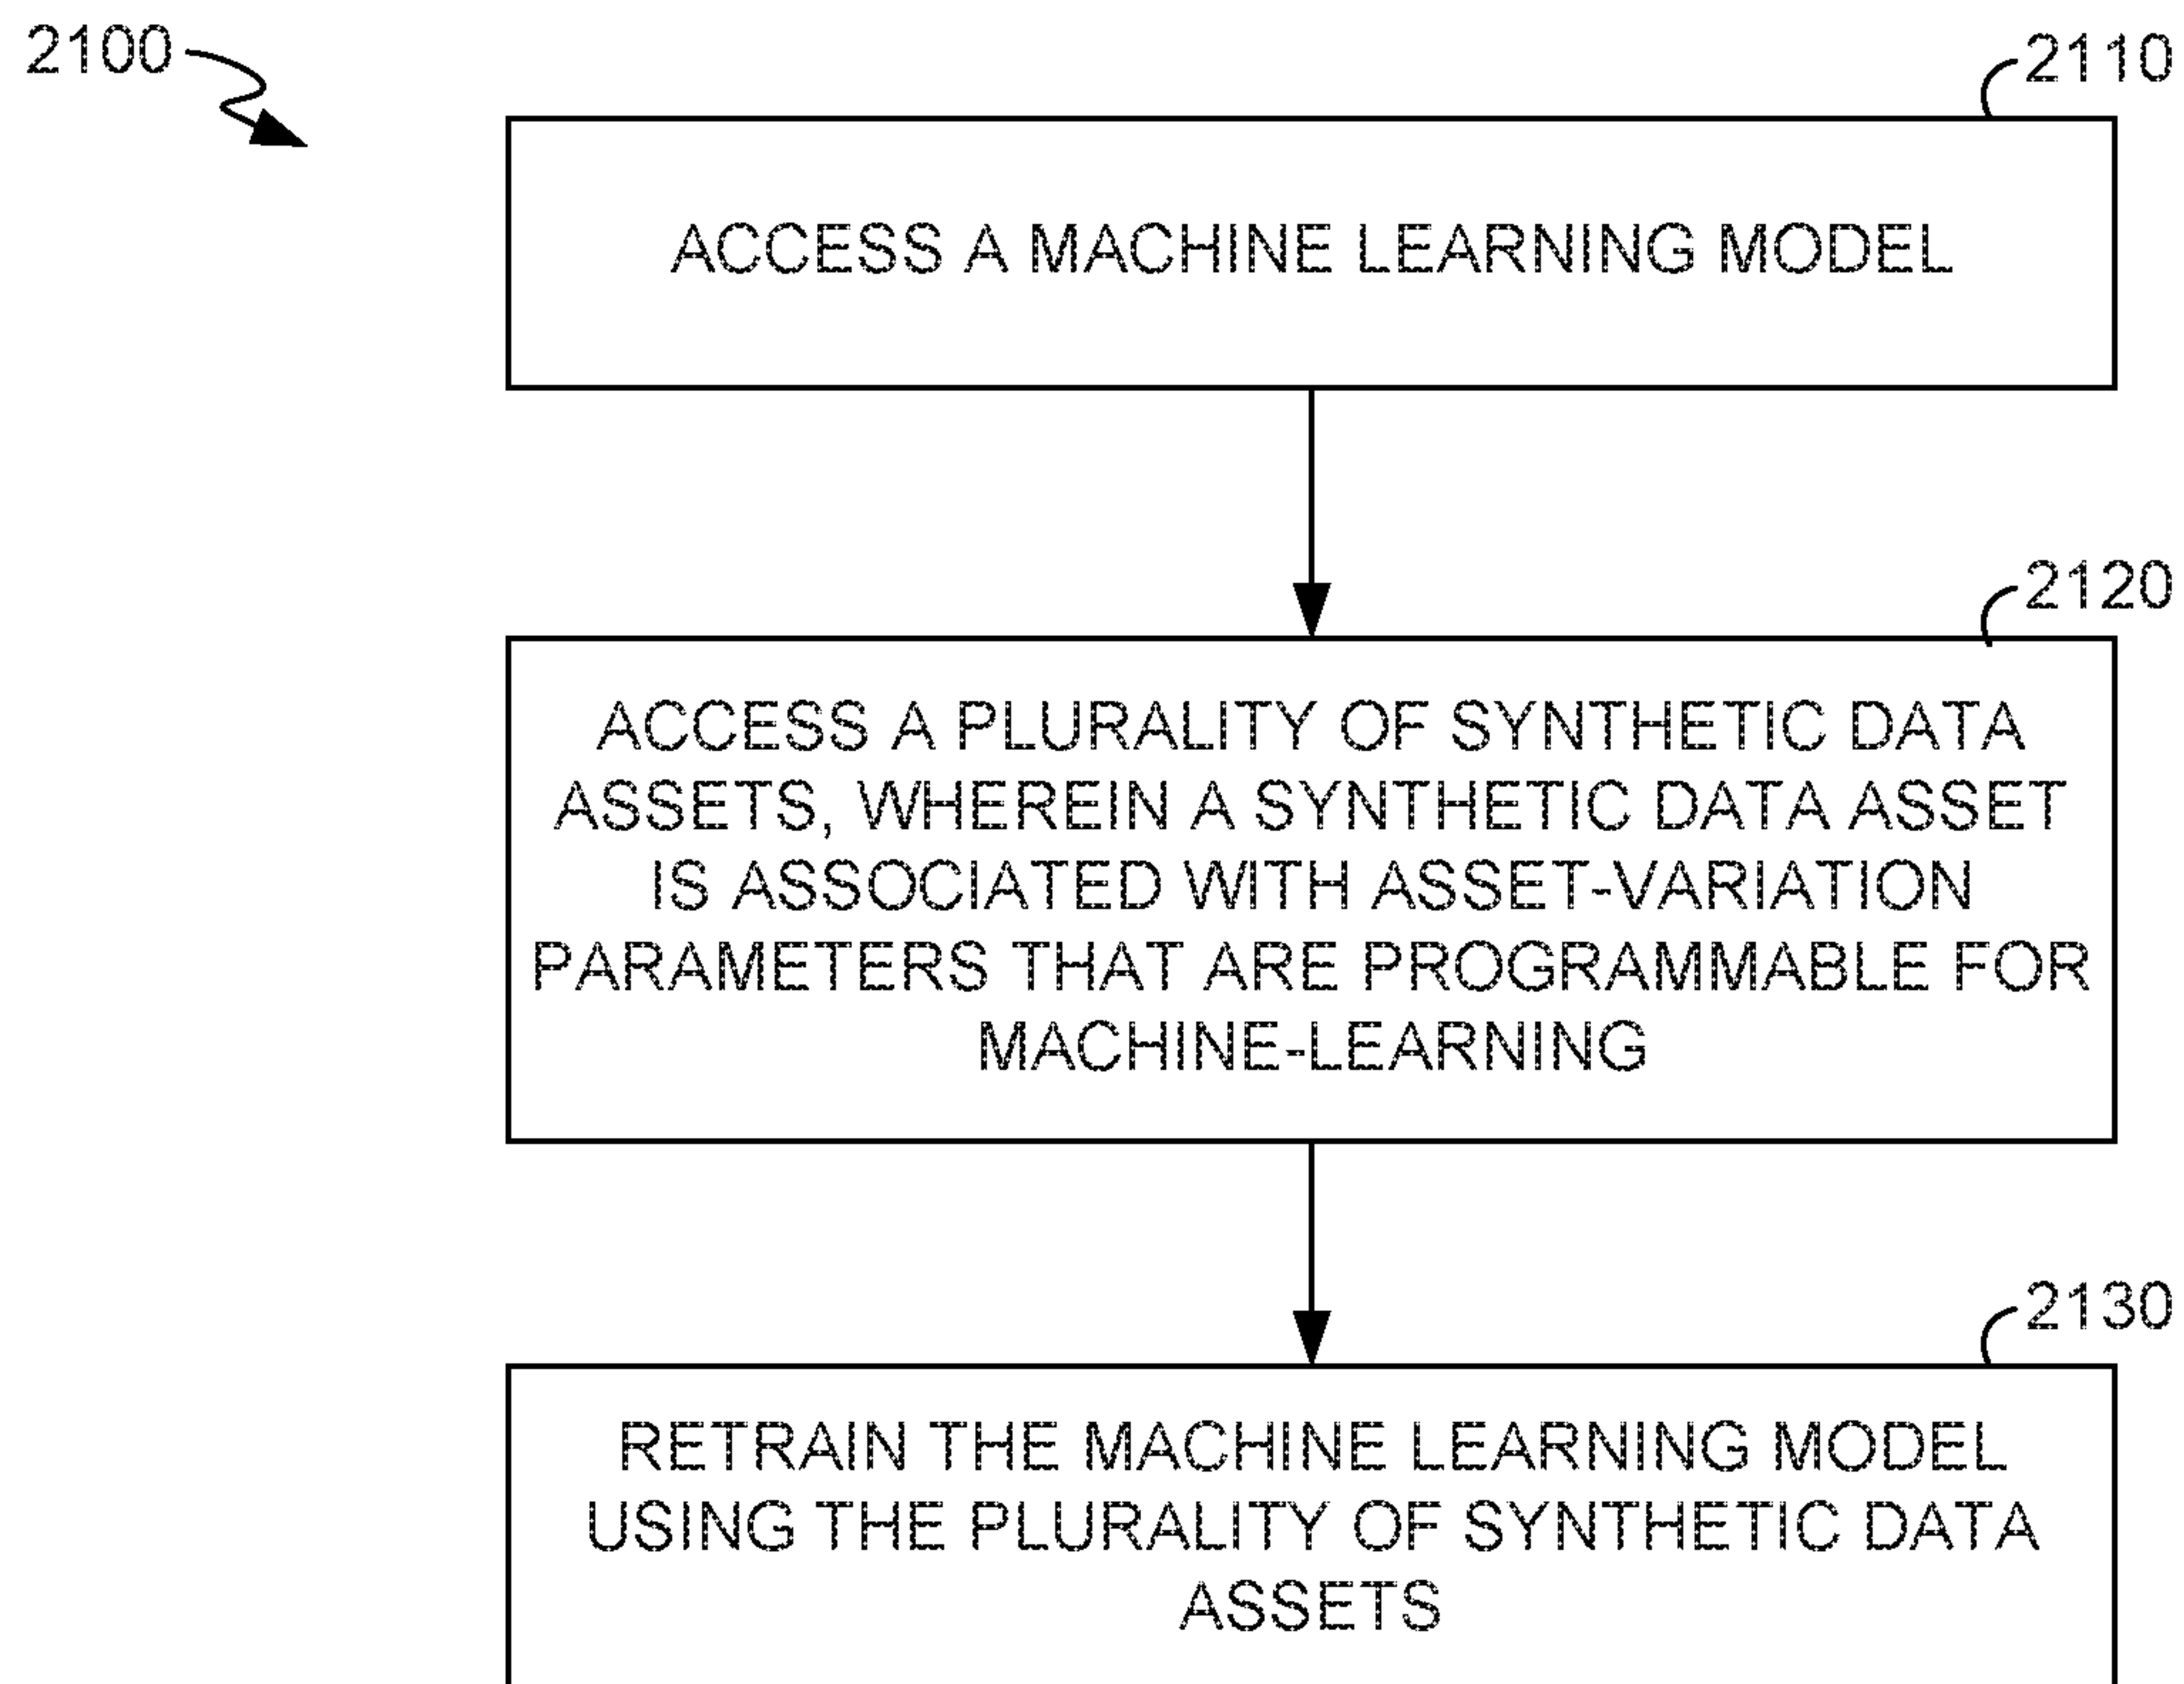 2100
2110
ACCESS A MACHINE LEARNING MODEL
2120
ACCESS A PLURALITY OF SYNTHETIC DATA
ASSETS, WHEREIN A SYNTHETIC DATA ASSET
IS ASSOCIATED WITH ASSET-VARIATION
PARAMETERS THAT ARE PROGRAMMABLE FOR
MACHINE-LEARNING
2130
RETRAIN THE MACHINE LEARNING MODEL
USING THE PLURALITY OF SYNTHETIC DATA
ASSETS